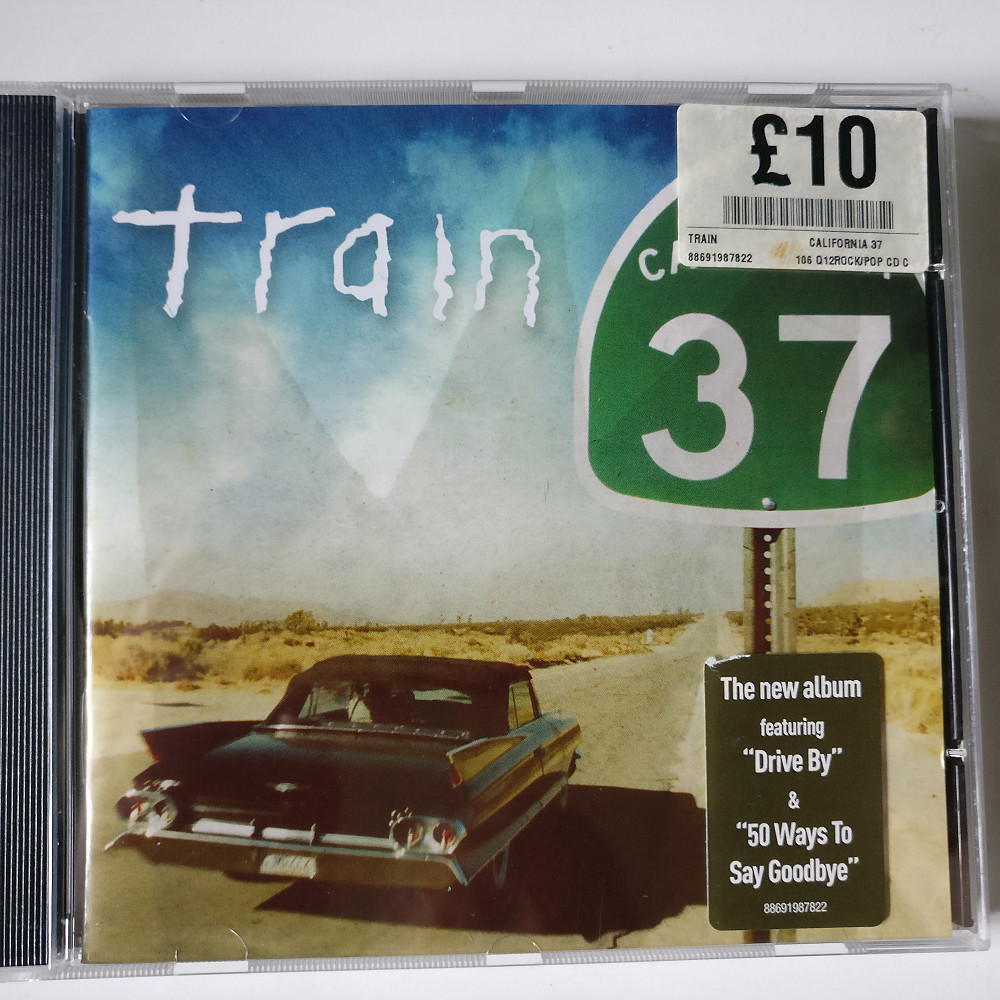 train
£10
TRAIN CALIFORNIA 37
88691987822 106 Q12ROCK/POP CD C
37
The new album
featuring
“Drive By”
&
“50 Ways To
Say Goodbye”
88691987822